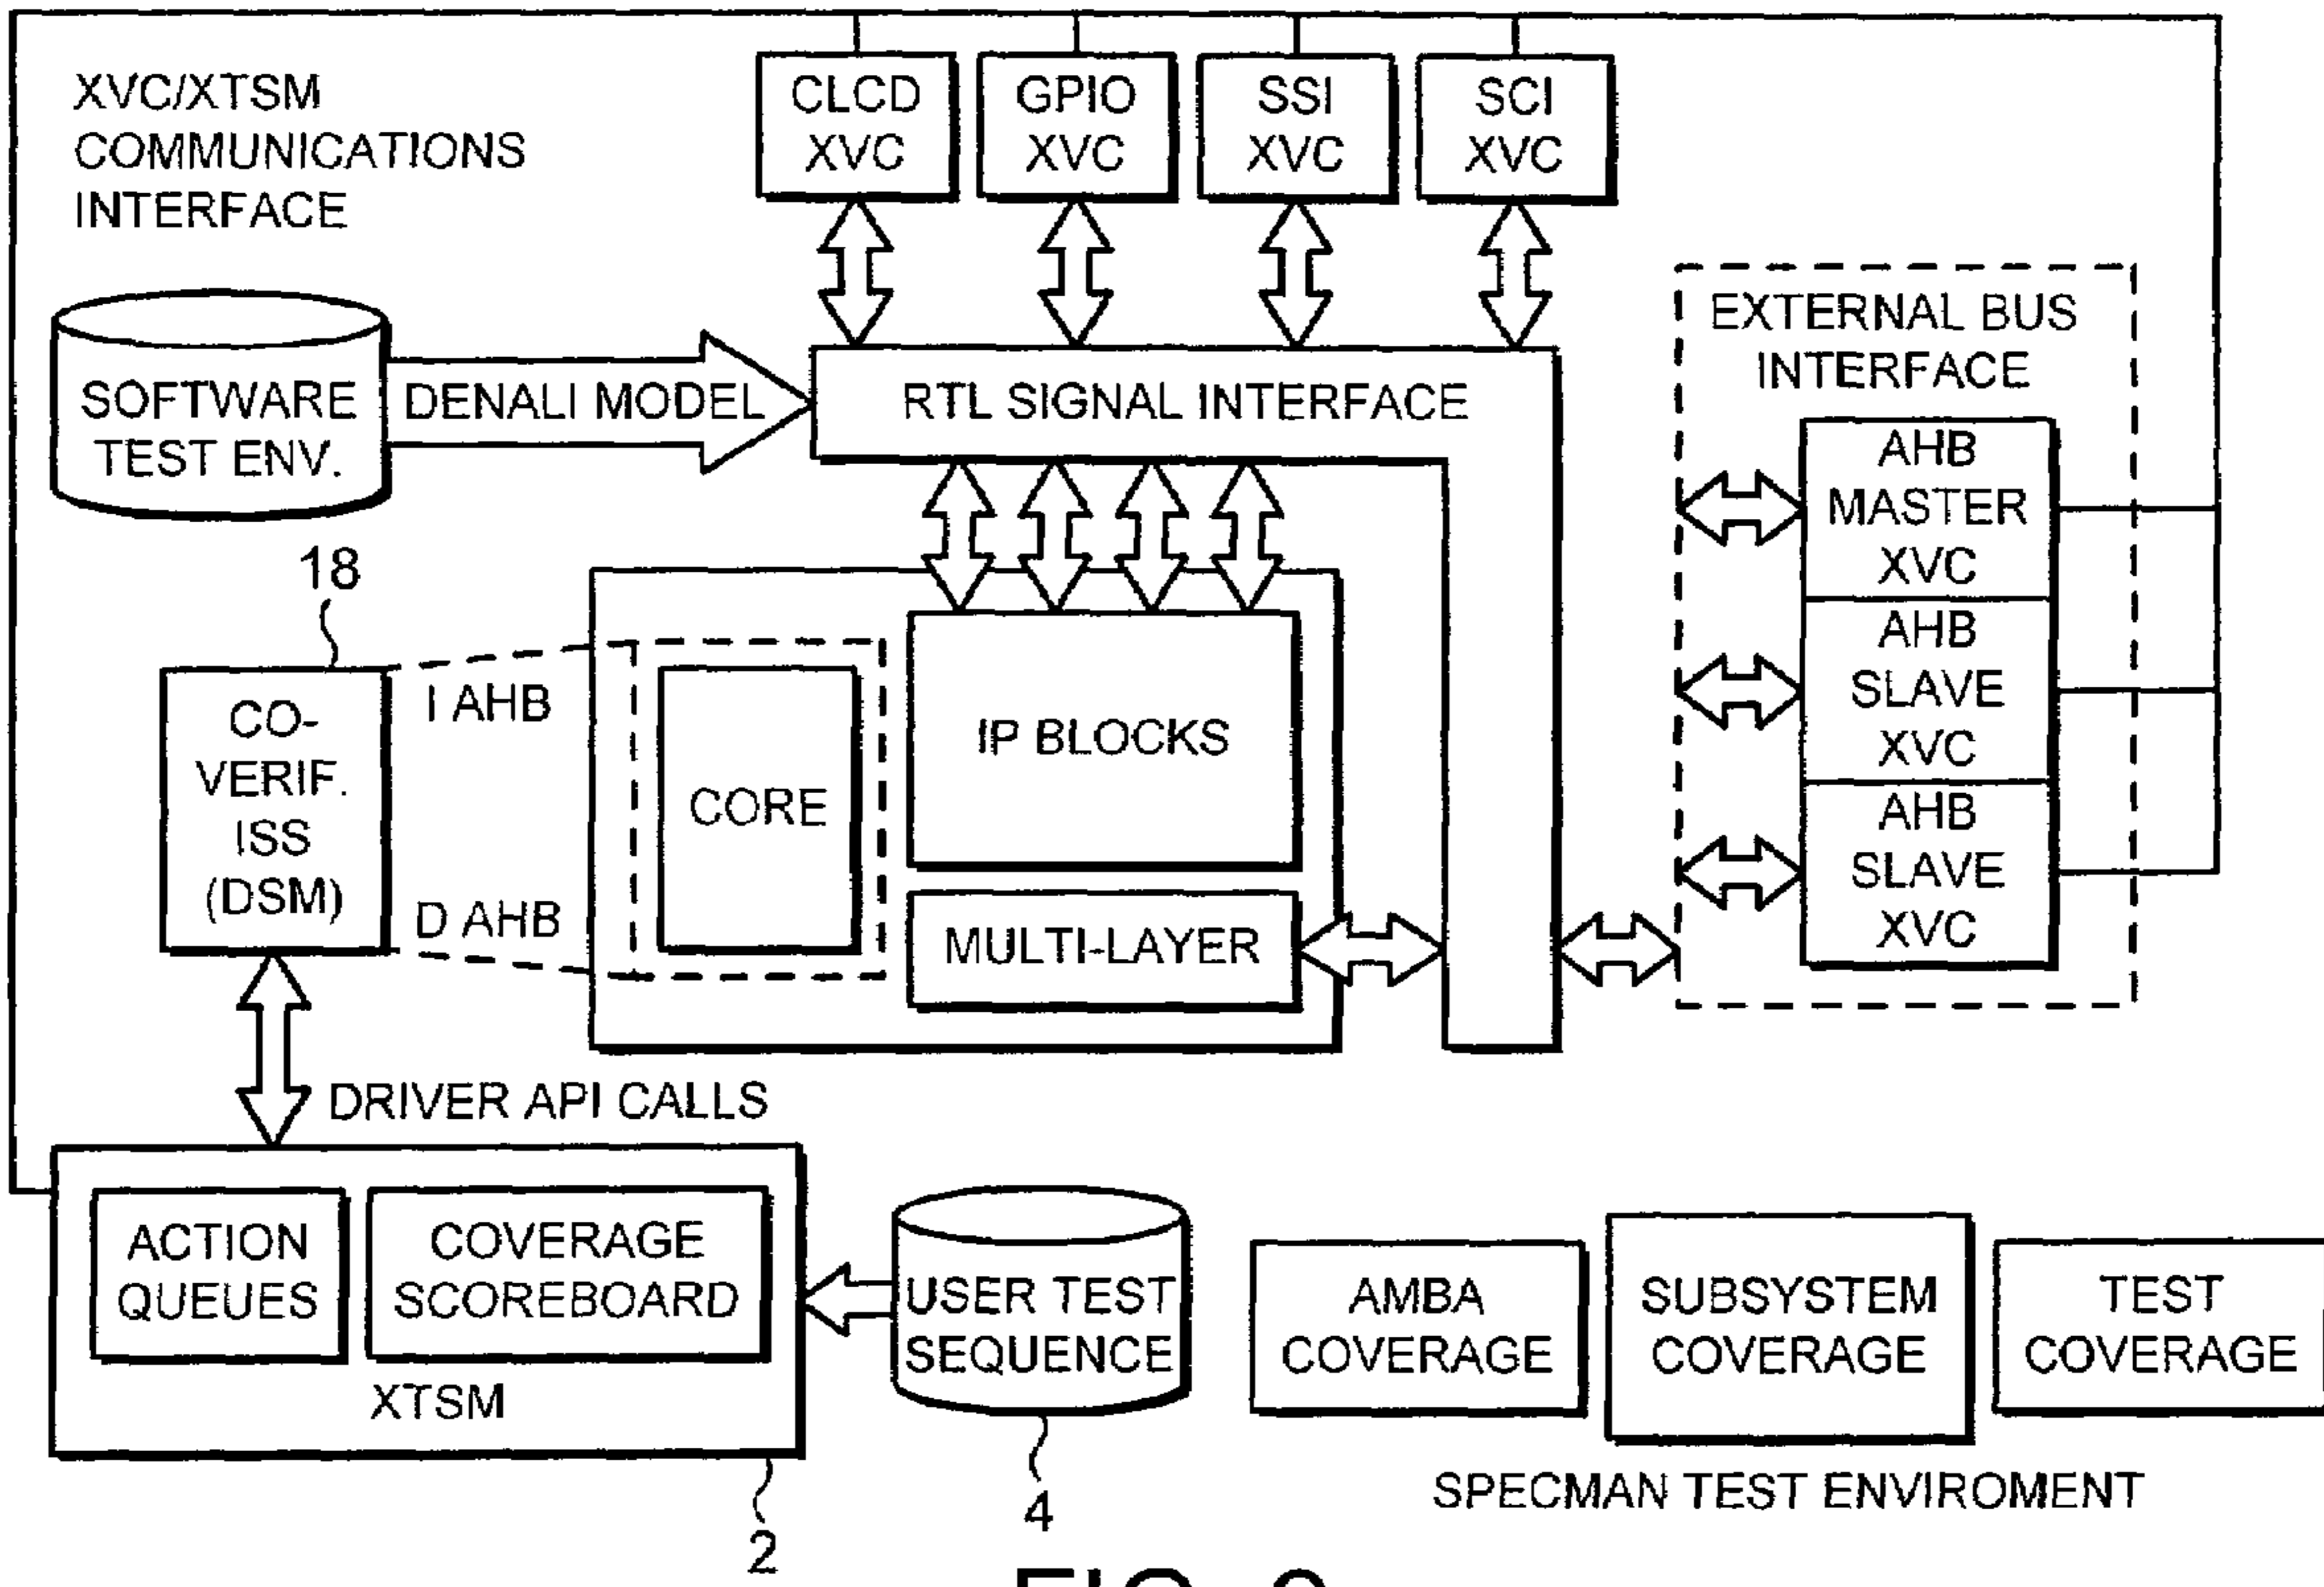 XVC/XTSM
COMMUNICATIONS
INTERFACE
CLCD
XVC
GPIO
XVC
SSI
XVC
SCI
XVC
SOFTWARE
TEST ENV.
DENALI MODEL
RTL SIGNAL INTERFACE
EXTERNAL BUS
INTERFACE
AHB
MASTER
XVC
AHB
SLAVE
XVC
AHB
SLAVE
XVC
18
CO-
VERIF.
ISS
(DSM)
I AHB
D AHB
CORE
IP BLOCKS
MULTI-LAYER
DRIVER API CALLS
ACTION
QUEUES
COVERAGE
SCOREBOARD
XTSM
2
USER TEST
SEQUENCE
4
AMBA
COVERAGE
SUBSYSTEM
COVERAGE
TEST
COVERAGE
SPECMAN TEST ENVIROMENT
FIG.